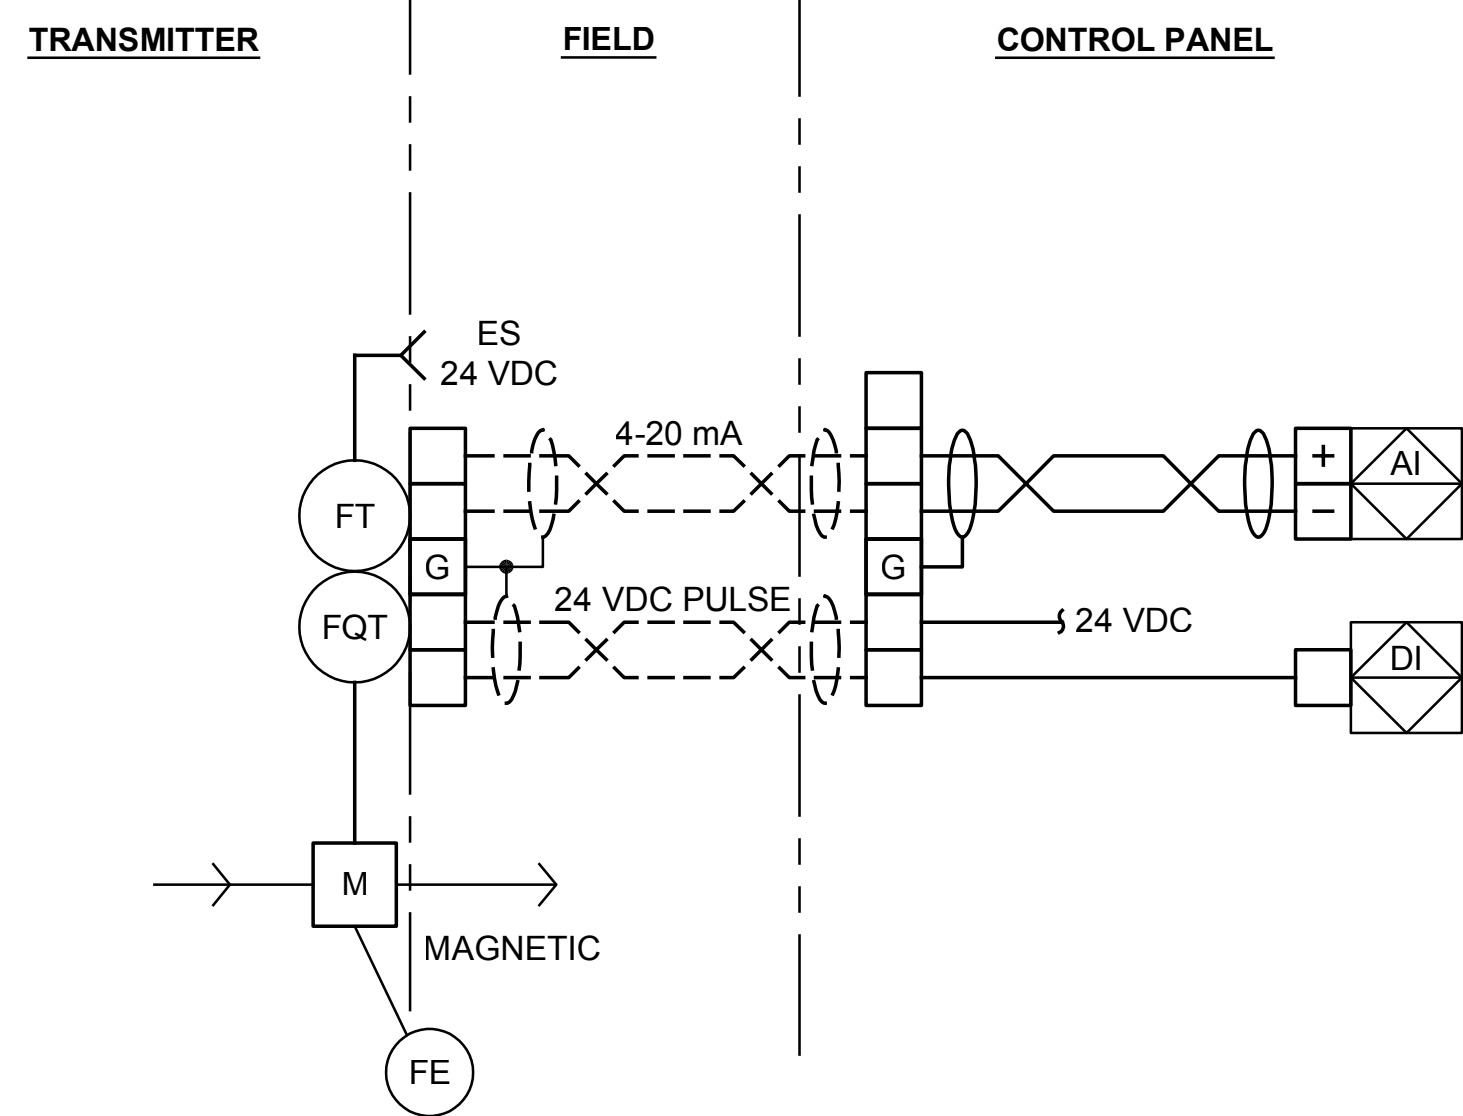 TRANSMITTER
FIELD
CONTROL PANEL
ES
24 VDC
4-20 mA
+
AI
FT
−
G
G
24 VDC PULSE
24 VDC
FQT
DI
M
MAGNETIC
FE